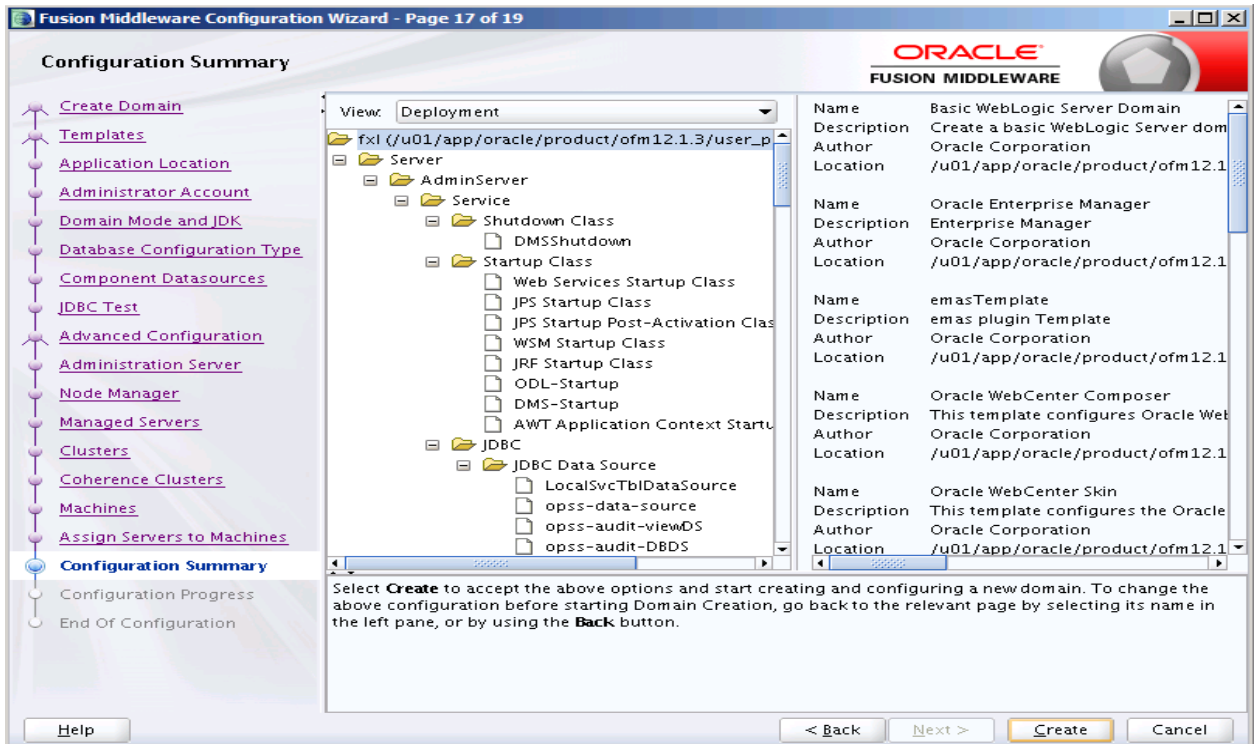 Fusion Middleware Configuration Wizard - Page 17 of 19
Configuration Summary
ORACLE
FUSION MIDDLEWARE
Create Domain
Templates
Application Location
Administrator Account
Domain Mode and JDK
Database Configuration Type
Component Datasources
JDBC Test
Advanced Configuration
Administration Server
Node Manager
Managed Servers
Clusters
Coherence Clusters
Machines
Assign Servers to Machines
Configuration Summary
Configuration Progress
End Of Configuration
View: Deployment
fxl (/u01/app/oracle/product/ofm12.1.3/user_p
Server
AdminServer
Service
Shutdown Class
DMSShutdown
Startup Class
Web Services Startup Class
JPS Startup Class
JPS Startup Post-Activation Clas
WSM Startup Class
JRF Startup Class
ODL-Startup
DMS-Startup
AWT Application Context Startu
JDBC
JDBC Data Source
LocalSvcTblDataSource
opss-data-source
opss-audit-viewDS
opss-audit-DBDS
Name Basic WebLogic Server Domain
Description Create a basic WebLogic Server dom
Author Oracle Corporation
Location /u01/app/oracle/product/ofm12.1
Name Oracle Enterprise Manager
Description Enterprise Manager
Author Oracle Corporation
Location /u01/app/oracle/product/ofm12.1
Name emasTemplate
Description emas plugin Template
Author Oracle Corporation
Location /u01/app/oracle/product/ofm12.1
Name Oracle WebCenter Composer
Description This template configures Oracle Web
Author Oracle Corporation
Location /u01/app/oracle/product/ofm12.1
Name Oracle WebCenter Skin
Description This template configures the Oracle
Author Oracle Corporation
Location /u01/app/oracle/product/ofm12.1
Select Create to accept the above options and start creating and configuring a new domain. To change the
above configuration before starting Domain Creation, go back to the relevant page by selecting its name in
the left pane, or by using the Back button.
Help
< Back
Next >
Create
Cancel